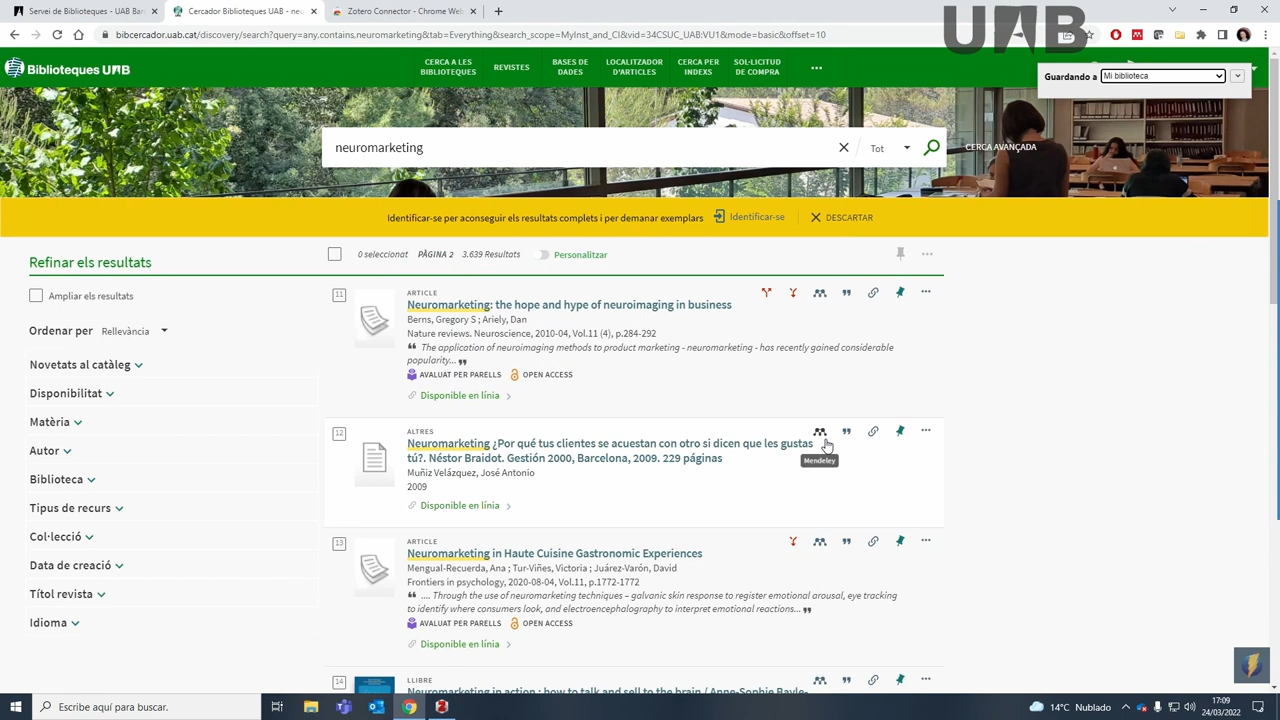 Servei de Biblioteques - UAB Bar
Cercador Biblioteques UAB - neu
Zotero Connector - Chrome Web
bibcercador.uab.cat/discovery/search?query=any,contains,neuromarketing&tab=Everything&search_scope=MyInst_and_CI&vid=34CSUC_UAB:VU1&mode=basic&offset=10
UAB
Biblioteques UAB
CERCA A LES BIBLIOTEQUES
REVISTES
BASES DE DADES
LOCALITZADOR D'ARTICLES
CERCA PER INDEXS
SOL·LICITUD DE COMPRA
Guardando a Mi biblioteca
neuromarketing
Tot
CERCA AVANÇADA
Identificar-se per aconseguir els resultats complets i per demanar exemplars Identificar-se DESCARTAR
Refinar els resultats
Ampliar els resultats
Ordenar per Rellevància
Novetats al catàleg
Disponibilitat
Matèria
Autor
Biblioteca
Tipus de recurs
Col·lecció
Data de creació
Títol revista
Idioma
0 seleccionat PÀGINA 2 3.639 Resultats Personalitzar
11
ARTICLE
Neuromarketing: the hope and hype of neuroimaging in business
Berns, Gregory S ; Ariely, Dan
Nature reviews. Neuroscience, 2010-04, Vol.11 (4), p.284-292
❝ The application of neuroimaging methods to product marketing - neuromarketing - has recently gained considerable
popularity... ❞
AVALUAT PER PARELLS OPEN ACCESS
Disponible en línia
12
ALTRES
Neuromarketing ¿Por qué tus clientes se acuestan con otro si dicen que les gustas
tú?. Néstor Braidot. Gestión 2000, Barcelona, 2009. 229 páginas
Mendeley
Muñiz Velázquez, José Antonio
2009
Disponible en línia
13
ARTICLE
Neuromarketing in Haute Cuisine Gastronomic Experiences
Mengual-Recuerda, Ana ; Tur-Viñes, Victoria ; Juárez-Varón, David
Frontiers in psychology, 2020-08-04, Vol.11, p.1772-1772
❝ .... Through the use of neuromarketing techniques – galvanic skin response to register emotional arousal, eye tracking
to identify where consumers look, and electroencephalography to interpret emotional reactions... ❞
AVALUAT PER PARELLS OPEN ACCESS
Disponible en línia
14
LLIBRE
Neuromarketing in action : how to talk and sell to the brain / Anne-Sophie Bayle-
Escribe aquí para buscar.
14°C Nublado
17:09
24/03/2022